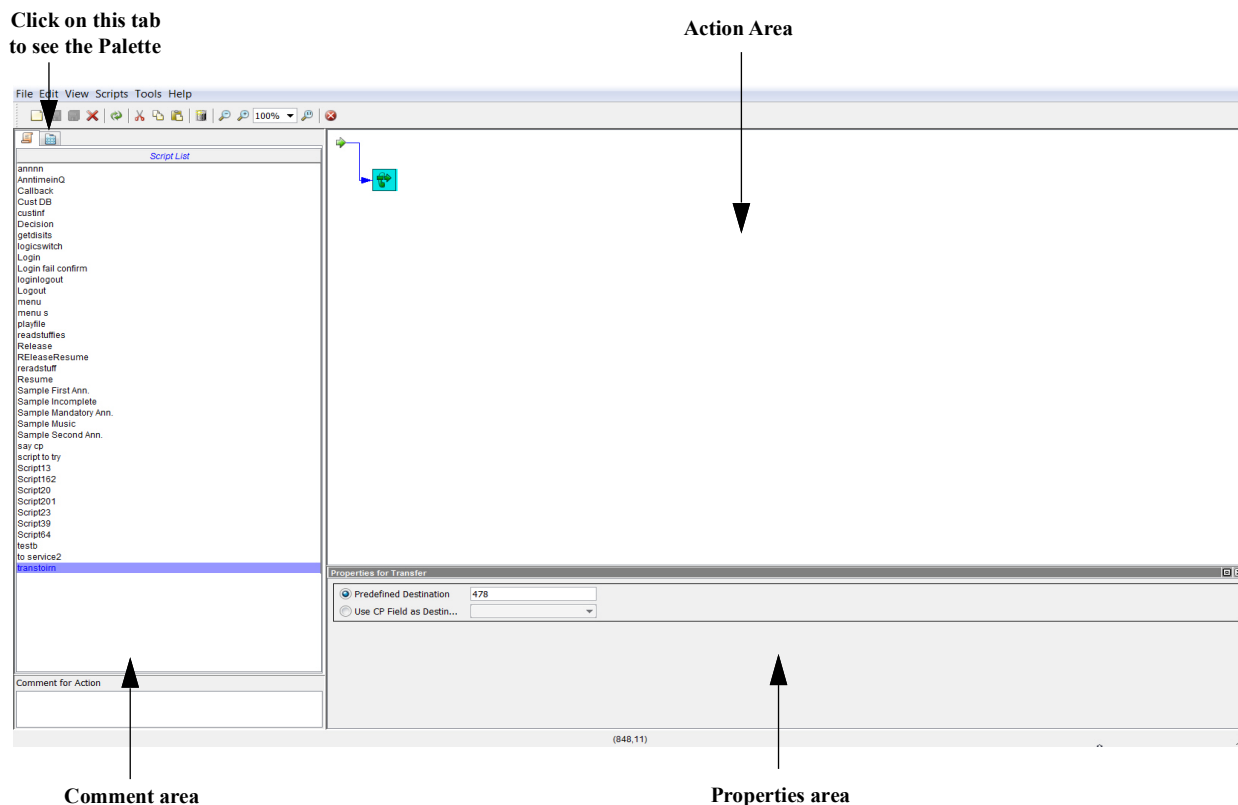 Click on this tab
to see the Palette
Action Area
File Edit View Scripts Tools Help
100%
Script List
annnn
AnntimeinQ
Callback
Cust DB
custinf
Decision
getdisits
logicswitch
Login
Login fail confirm
loginlogout
Logout
menu
menu s
playfile
readstuffies
Release
REleaseResume
reradstuff
Resume
Sample First Ann.
Sample Incomplete
Sample Mandatory Ann.
Sample Music
Sample Second Ann.
say cp
script to try
Script13
Script162
Script20
Script201
Script23
Script39
Script64
testb
to service2
transtoirn
Properties for Transfer
Predefined Destination 478
Use CP Field as Destin...
Comment for Action
(848,11)
Comment area
Properties area